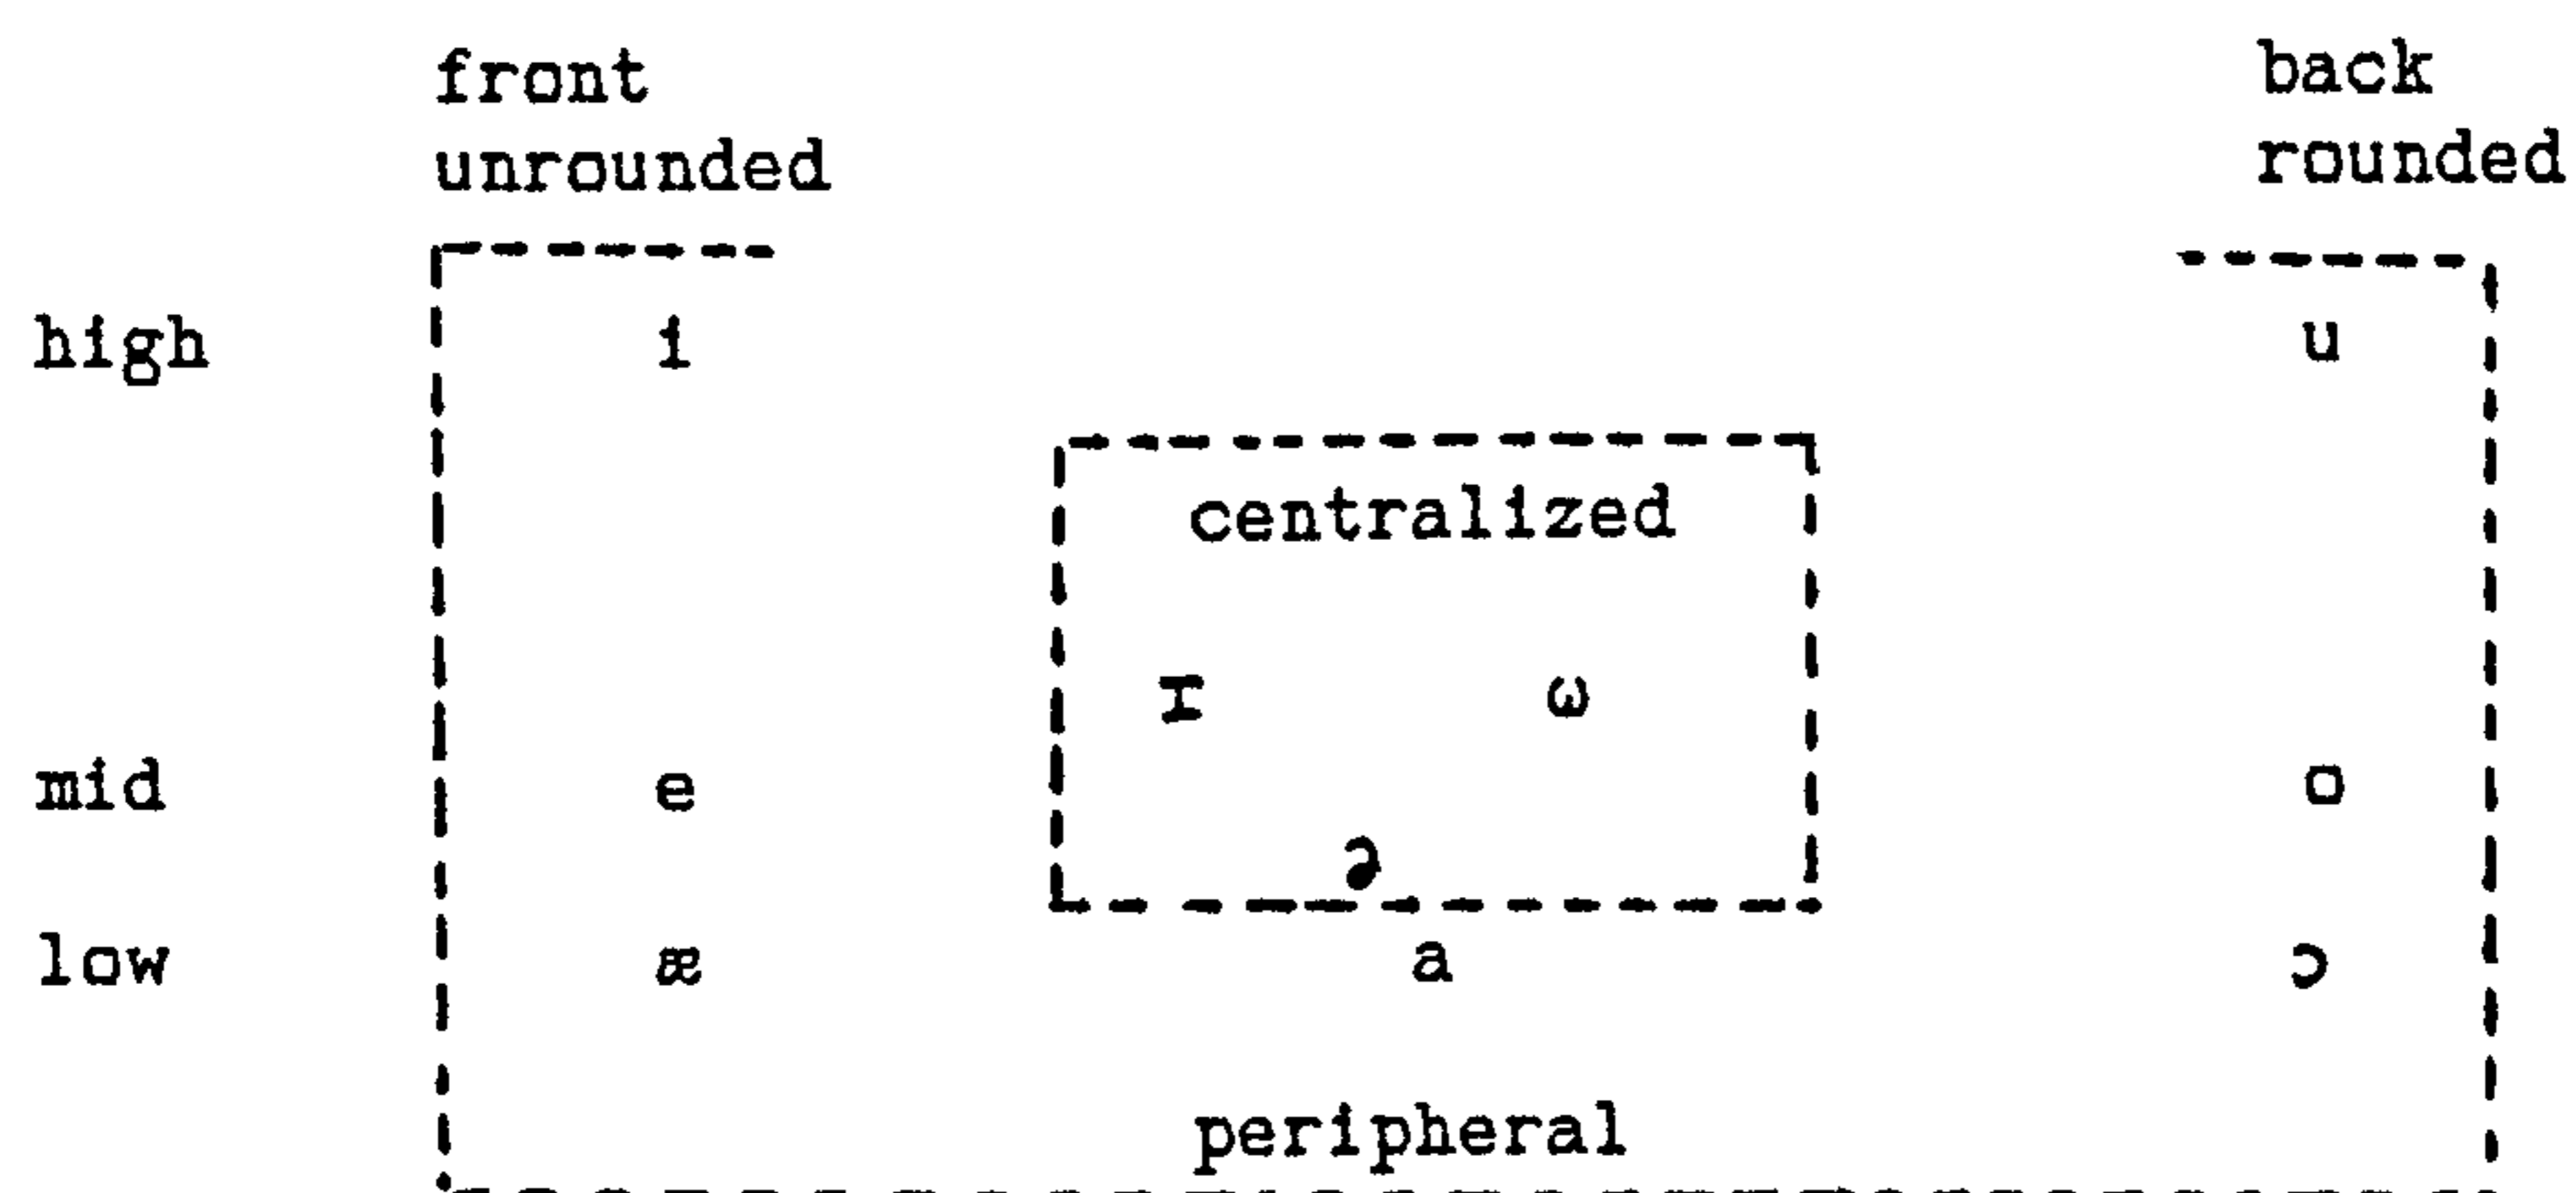 front back
unrounded rounded
high i u
centralized
ɪ ɷ
mid e o
ə
low æ a ɔ
peripheral